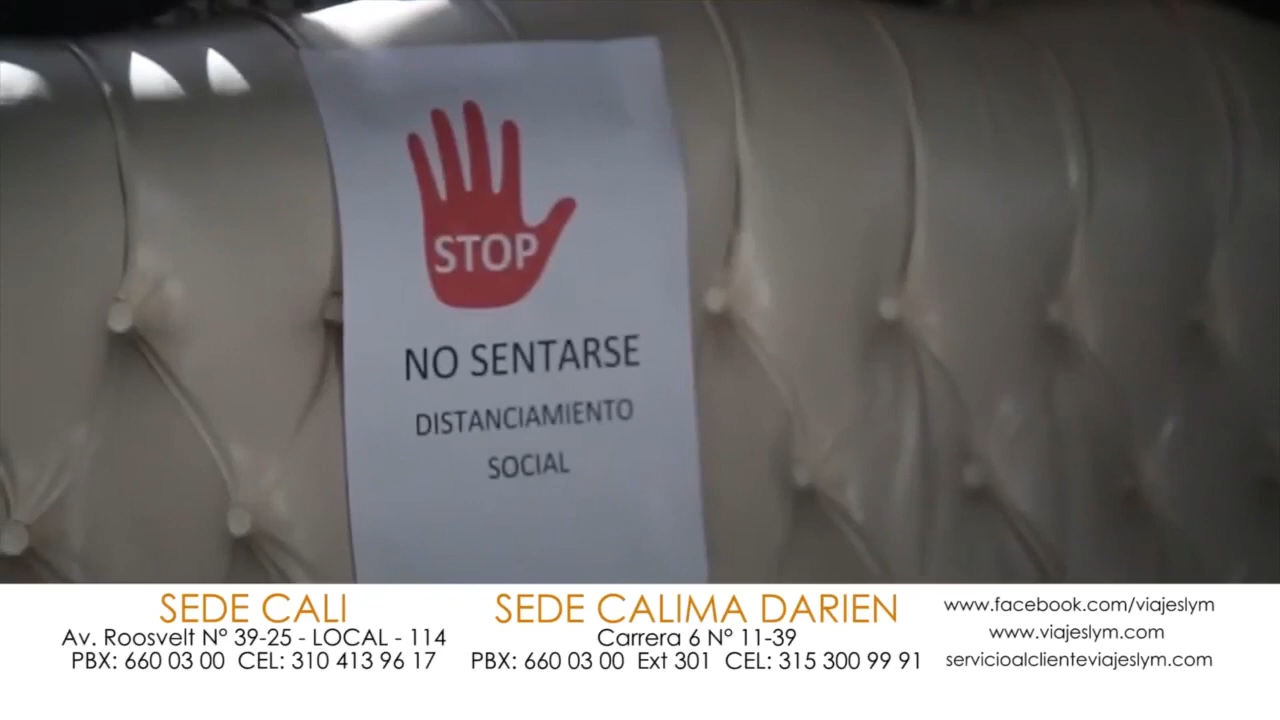 STOP
NO SENTARSE
DISTANCIAMIENTO
SOCIAL
SEDE CALI
Av. Roosvelt N° 39-25 - LOCAL - 114
PBX: 660 03 00 CEL: 310 413 96 17
SEDE CALIMA DARIEN
Carrera 6 N° 11-39
PBX: 660 03 00 Ext 301 CEL: 315 300 99 91
www.facebook.com/viajeslym
www.viajeslym.com
servicioalclienteviajeslym.com